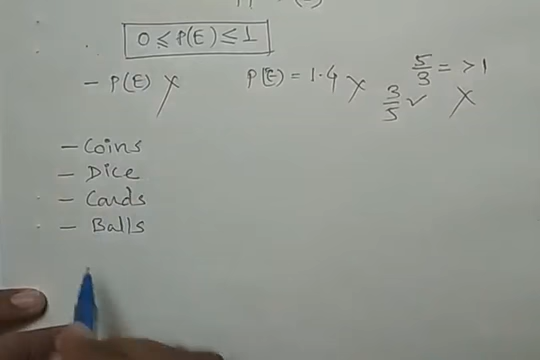 0 ≤ P(E) ≤ 1
- P(E) ✗ P(E) = 1.4 ✗ 5/3 = >1 ✗
3/5 ✓
- Coins
- Dice
- Cards
- Balls